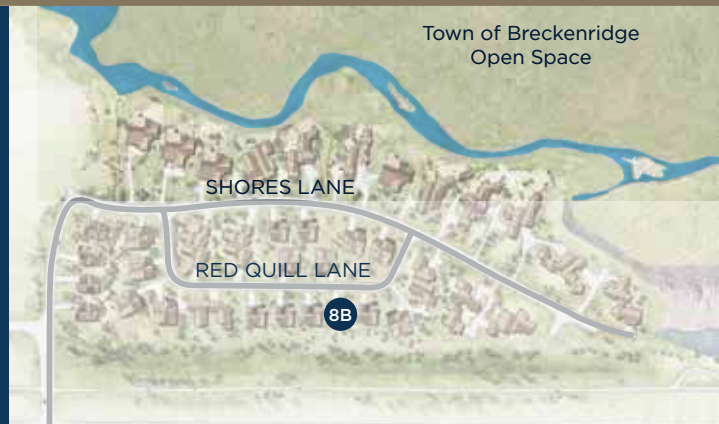 Town of Breckenridge
Open Space
SHORES LANE
RED QUILL LANE
8B